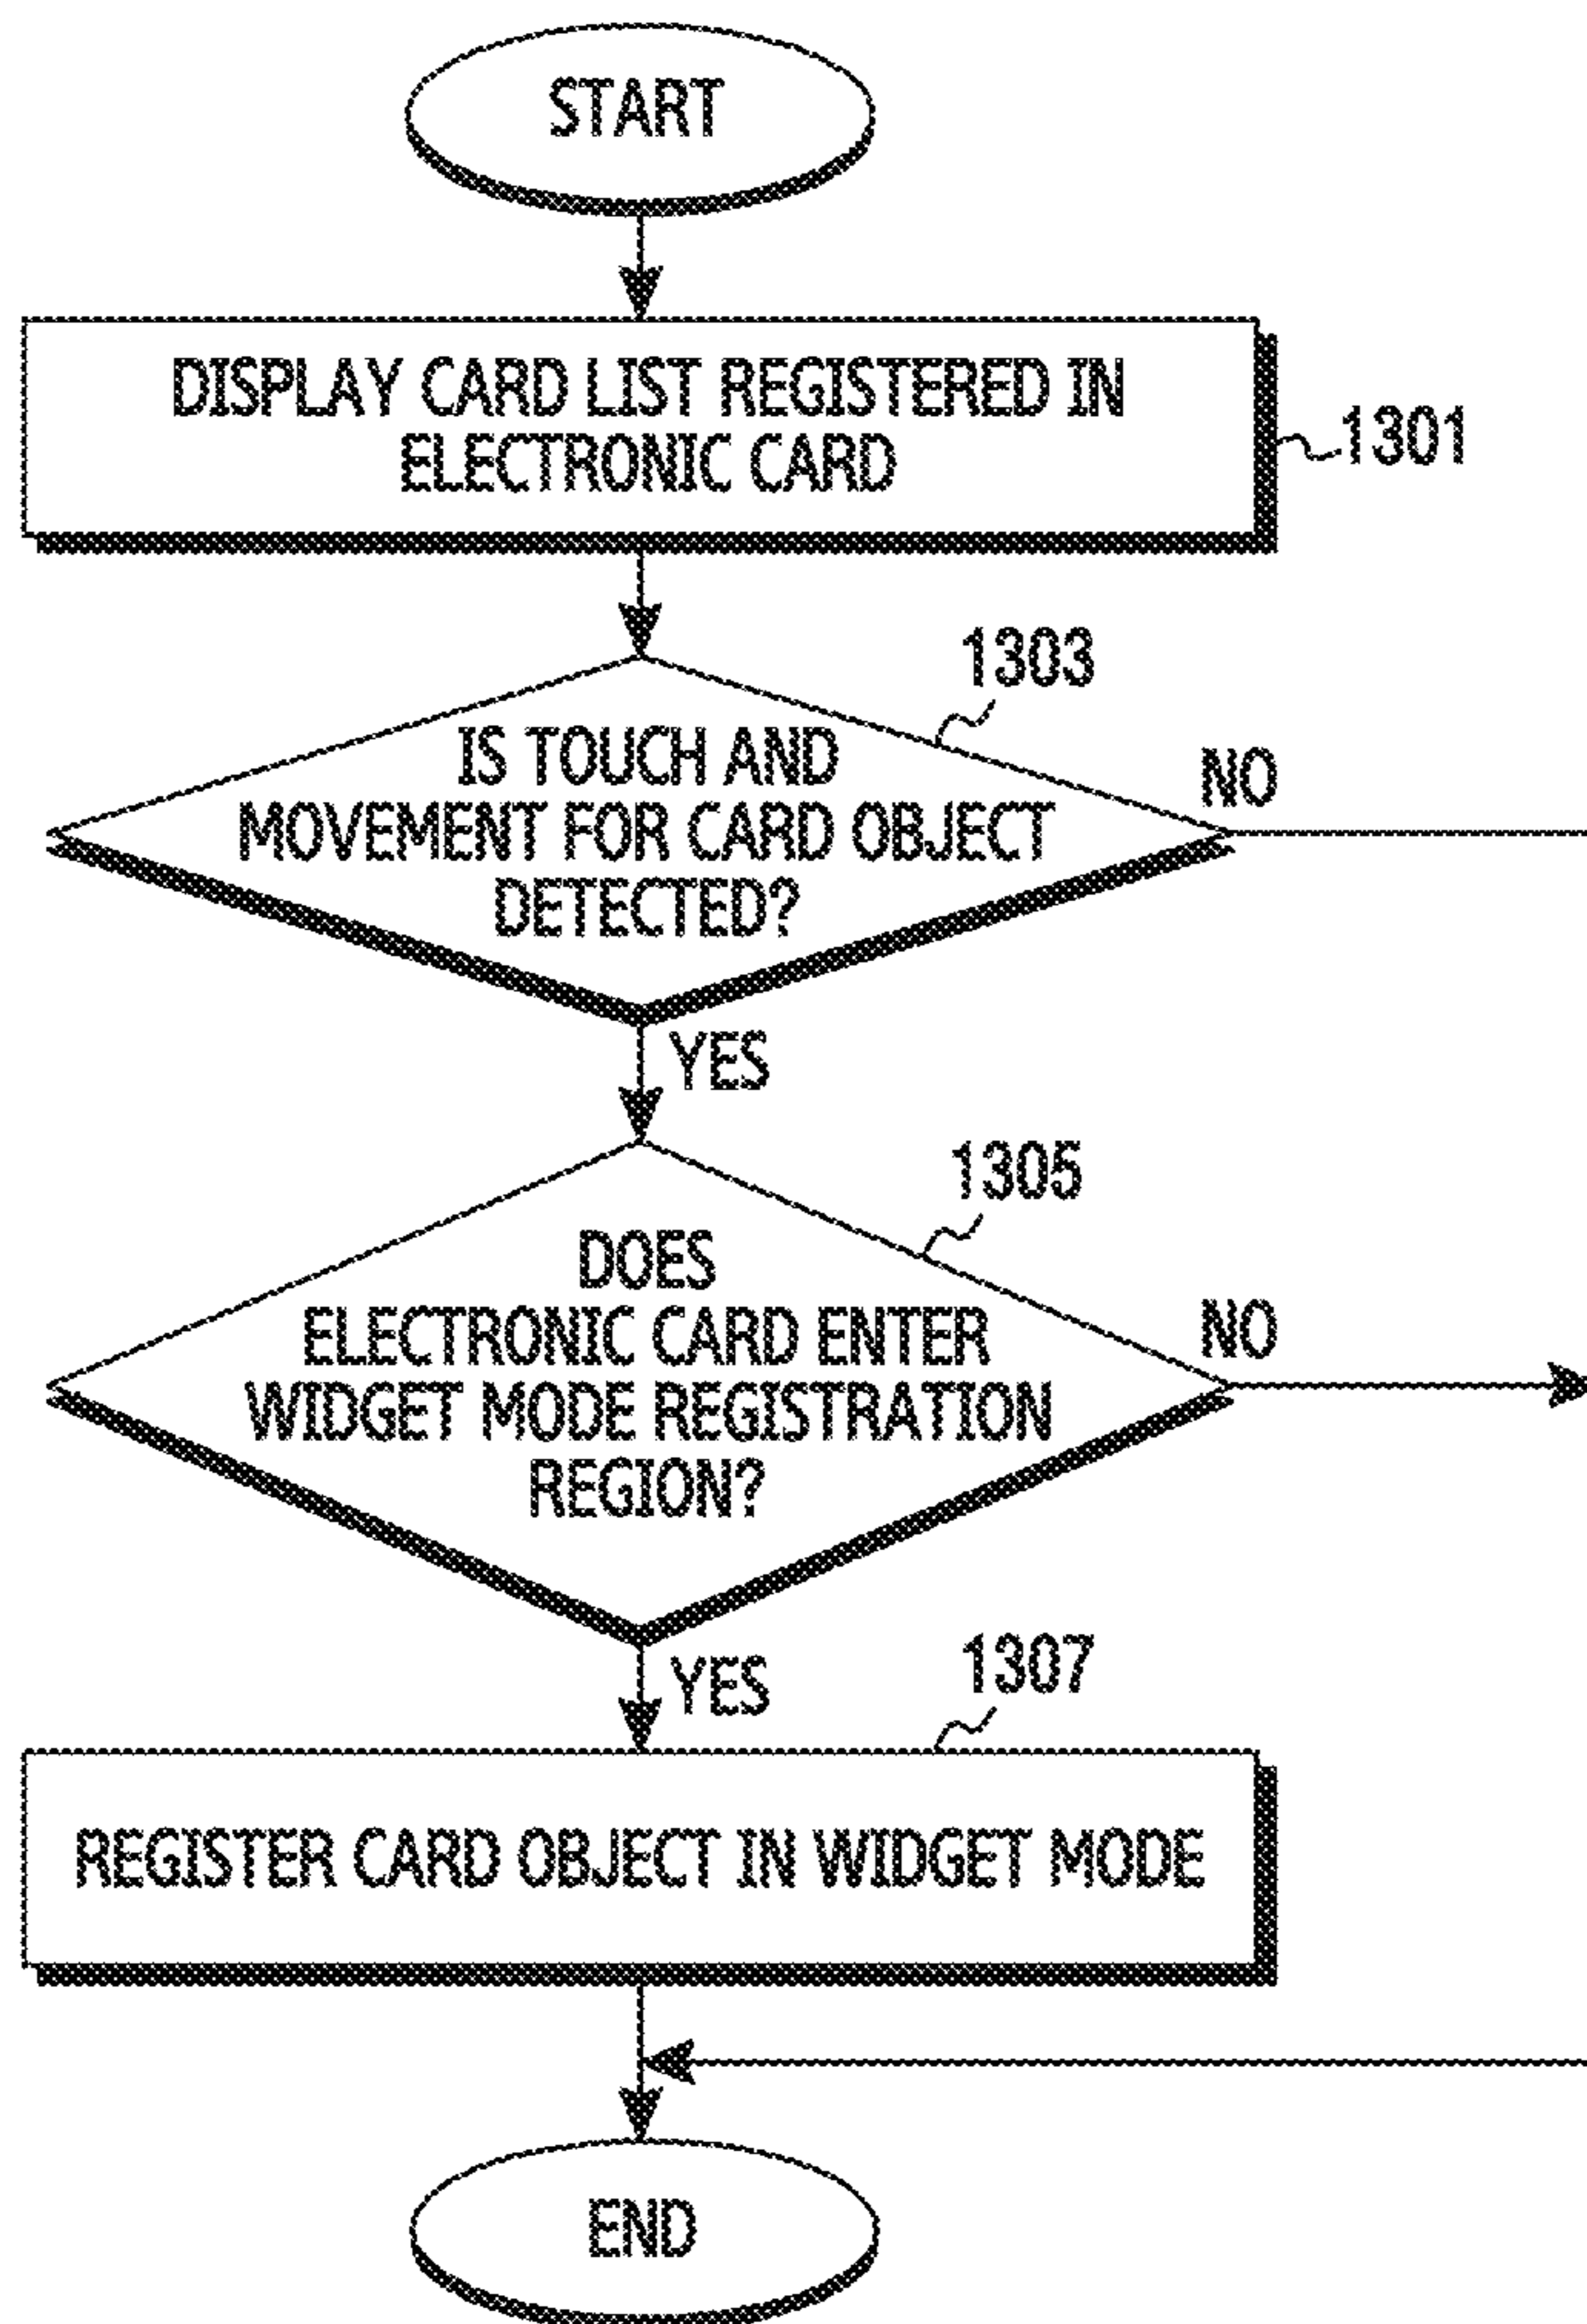 START
DISPLAY CARD LIST REGISTERED IN
ELECTRONIC CARD
1301
1303
IS TOUCH AND
MOVEMENT FOR CARD OBJECT
DETECTED?
NO
YES
1305
DOES
ELECTRONIC CARD ENTER
WIDGET MODE REGISTRATION
REGION?
NO
YES
1307
REGISTER CARD OBJECT IN WIDGET MODE
END